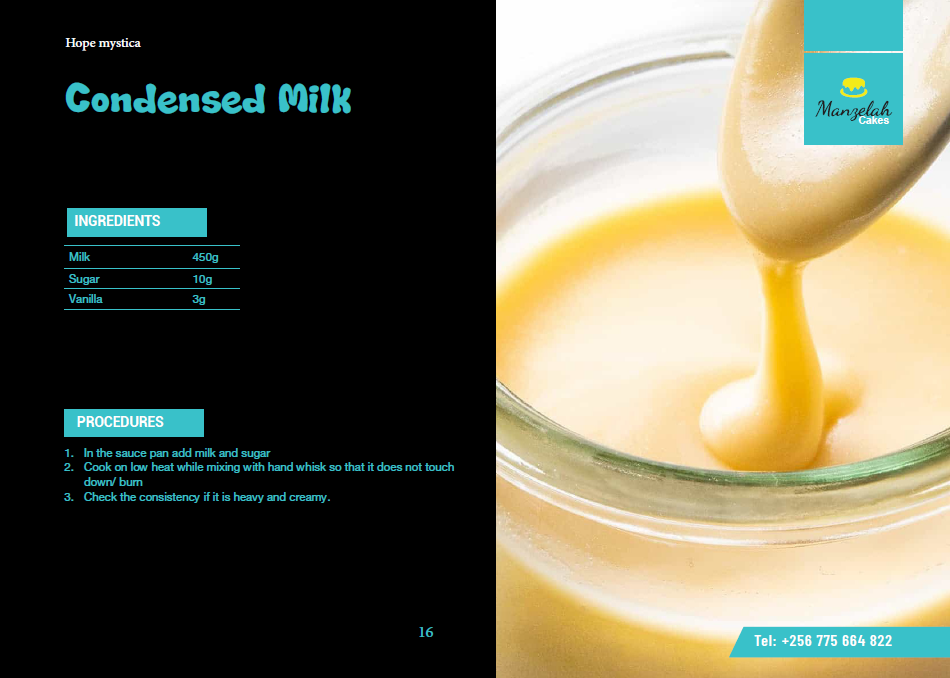 Hope mystica
Condensed Milk
INGREDIENTS
Milk 450g
Sugar 10g
Vanilla 3g
PROCEDURES
1. In the sauce pan add milk and sugar
2. Cook on low heat while mixing with hand whisk so that it does not touch
down/ burn
3. Check the consistency if it is heavy and creamy.
16
Manzelah
Cakes
Tel: +256 775 664 822